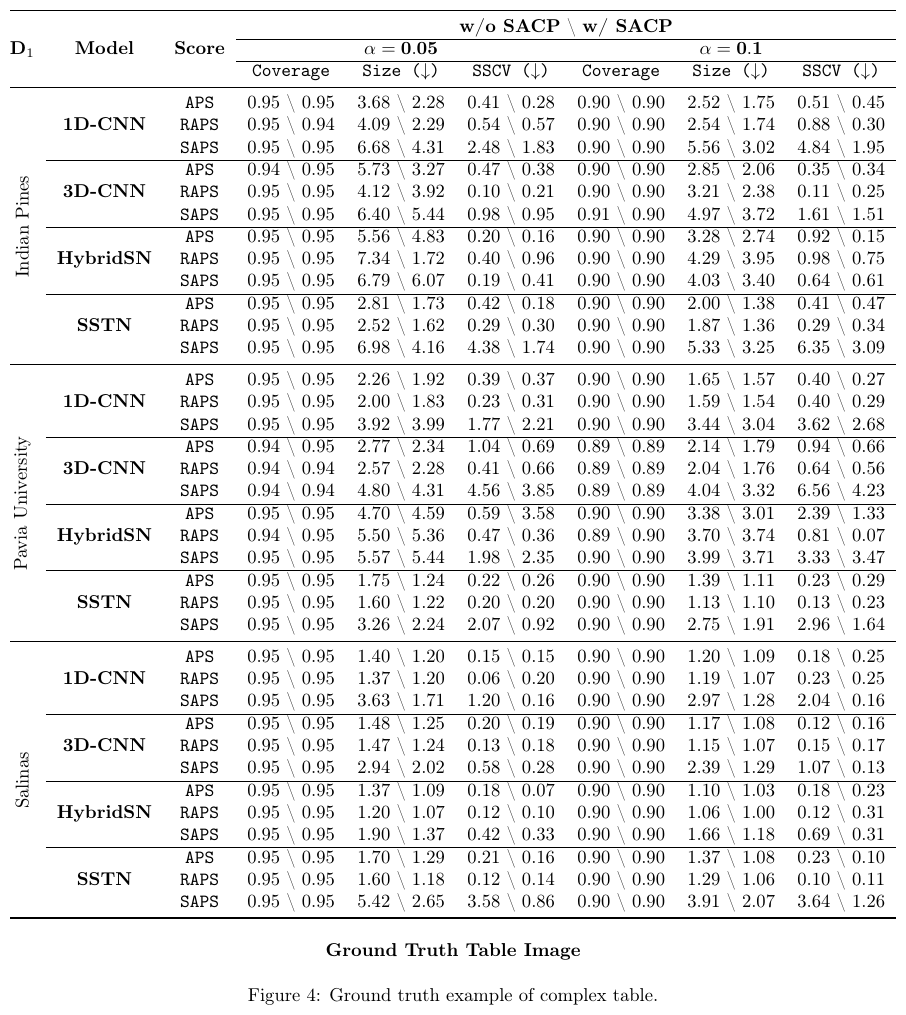 w/o SACP \ w/ SACP
D₁ Model Score α = 0.05 α = 0.1
Coverage Size (↓) SSCV (↓) Coverage Size (↓) SSCV (↓)
Indian Pines
1D-CNN
APS 0.95 \ 0.95 3.68 \ 2.28 0.41 \ 0.28 0.90 \ 0.90 2.52 \ 1.75 0.51 \ 0.45
RAPS 0.95 \ 0.94 4.09 \ 2.29 0.54 \ 0.57 0.90 \ 0.90 2.54 \ 1.74 0.88 \ 0.30
SAPS 0.95 \ 0.95 6.68 \ 4.31 2.48 \ 1.83 0.90 \ 0.90 5.56 \ 3.02 4.84 \ 1.95
3D-CNN
APS 0.94 \ 0.95 5.73 \ 3.27 0.47 \ 0.38 0.90 \ 0.90 2.85 \ 2.06 0.35 \ 0.34
RAPS 0.95 \ 0.95 4.12 \ 3.92 0.10 \ 0.21 0.90 \ 0.90 3.21 \ 2.38 0.11 \ 0.25
SAPS 0.95 \ 0.95 6.40 \ 5.44 0.98 \ 0.95 0.91 \ 0.90 4.97 \ 3.72 1.61 \ 1.51
HybridSN
APS 0.95 \ 0.95 5.56 \ 4.83 0.20 \ 0.16 0.90 \ 0.90 3.28 \ 2.74 0.92 \ 0.15
RAPS 0.95 \ 0.95 7.34 \ 1.72 0.40 \ 0.96 0.90 \ 0.90 4.29 \ 3.95 0.98 \ 0.75
SAPS 0.95 \ 0.95 6.79 \ 6.07 0.19 \ 0.41 0.90 \ 0.90 4.03 \ 3.40 0.64 \ 0.61
SSTN
APS 0.95 \ 0.95 2.81 \ 1.73 0.42 \ 0.18 0.90 \ 0.90 2.00 \ 1.38 0.41 \ 0.47
RAPS 0.95 \ 0.95 2.52 \ 1.62 0.29 \ 0.30 0.90 \ 0.90 1.87 \ 1.36 0.29 \ 0.34
SAPS 0.95 \ 0.95 6.98 \ 4.16 4.38 \ 1.74 0.90 \ 0.90 5.33 \ 3.25 6.35 \ 3.09
Pavia University
1D-CNN
APS 0.95 \ 0.95 2.26 \ 1.92 0.39 \ 0.37 0.90 \ 0.90 1.65 \ 1.57 0.40 \ 0.27
RAPS 0.95 \ 0.95 2.00 \ 1.83 0.23 \ 0.31 0.90 \ 0.90 1.59 \ 1.54 0.40 \ 0.29
SAPS 0.95 \ 0.95 3.92 \ 3.99 1.77 \ 2.21 0.90 \ 0.90 3.44 \ 3.04 3.62 \ 2.68
3D-CNN
APS 0.94 \ 0.95 2.77 \ 2.34 1.04 \ 0.69 0.89 \ 0.89 2.14 \ 1.79 0.94 \ 0.66
RAPS 0.94 \ 0.94 2.57 \ 2.28 0.41 \ 0.66 0.89 \ 0.89 2.04 \ 1.76 0.64 \ 0.56
SAPS 0.94 \ 0.94 4.80 \ 4.31 4.56 \ 3.85 0.89 \ 0.89 4.04 \ 3.32 6.56 \ 4.23
HybridSN
APS 0.95 \ 0.95 4.70 \ 4.59 0.59 \ 3.58 0.90 \ 0.90 3.38 \ 3.01 2.39 \ 1.33
RAPS 0.94 \ 0.95 5.50 \ 5.36 0.47 \ 0.36 0.89 \ 0.90 3.70 \ 3.74 0.81 \ 0.07
SAPS 0.95 \ 0.95 5.57 \ 5.44 1.98 \ 2.35 0.90 \ 0.90 3.99 \ 3.71 3.33 \ 3.47
SSTN
APS 0.95 \ 0.95 1.75 \ 1.24 0.22 \ 0.26 0.90 \ 0.90 1.39 \ 1.11 0.23 \ 0.29
RAPS 0.95 \ 0.95 1.60 \ 1.22 0.20 \ 0.20 0.90 \ 0.90 1.13 \ 1.10 0.13 \ 0.23
SAPS 0.95 \ 0.95 3.26 \ 2.24 2.07 \ 0.92 0.90 \ 0.90 2.75 \ 1.91 2.96 \ 1.64
Salinas
1D-CNN
APS 0.95 \ 0.95 1.40 \ 1.20 0.15 \ 0.15 0.90 \ 0.90 1.20 \ 1.09 0.18 \ 0.25
RAPS 0.95 \ 0.95 1.37 \ 1.20 0.06 \ 0.20 0.90 \ 0.90 1.19 \ 1.07 0.23 \ 0.25
SAPS 0.95 \ 0.95 3.63 \ 1.71 1.20 \ 0.16 0.90 \ 0.90 2.97 \ 1.28 2.04 \ 0.16
3D-CNN
APS 0.95 \ 0.95 1.48 \ 1.25 0.20 \ 0.19 0.90 \ 0.90 1.17 \ 1.08 0.12 \ 0.16
RAPS 0.95 \ 0.95 1.47 \ 1.24 0.13 \ 0.18 0.90 \ 0.90 1.15 \ 1.07 0.15 \ 0.17
SAPS 0.95 \ 0.95 2.94 \ 2.02 0.58 \ 0.28 0.90 \ 0.90 2.39 \ 1.29 1.07 \ 0.13
HybridSN
APS 0.95 \ 0.95 1.37 \ 1.09 0.18 \ 0.07 0.90 \ 0.90 1.10 \ 1.03 0.18 \ 0.23
RAPS 0.95 \ 0.95 1.20 \ 1.07 0.12 \ 0.10 0.90 \ 0.90 1.06 \ 1.00 0.12 \ 0.31
SAPS 0.95 \ 0.95 1.90 \ 1.37 0.42 \ 0.33 0.90 \ 0.90 1.66 \ 1.18 0.69 \ 0.31
SSTN
APS 0.95 \ 0.95 1.70 \ 1.29 0.21 \ 0.16 0.90 \ 0.90 1.37 \ 1.08 0.23 \ 0.10
RAPS 0.95 \ 0.95 1.60 \ 1.18 0.12 \ 0.14 0.90 \ 0.90 1.29 \ 1.06 0.10 \ 0.11
SAPS 0.95 \ 0.95 5.42 \ 2.65 3.58 \ 0.86 0.90 \ 0.90 3.91 \ 2.07 3.64 \ 1.26
Ground Truth Table Image
Figure 4: Ground truth example of complex table.